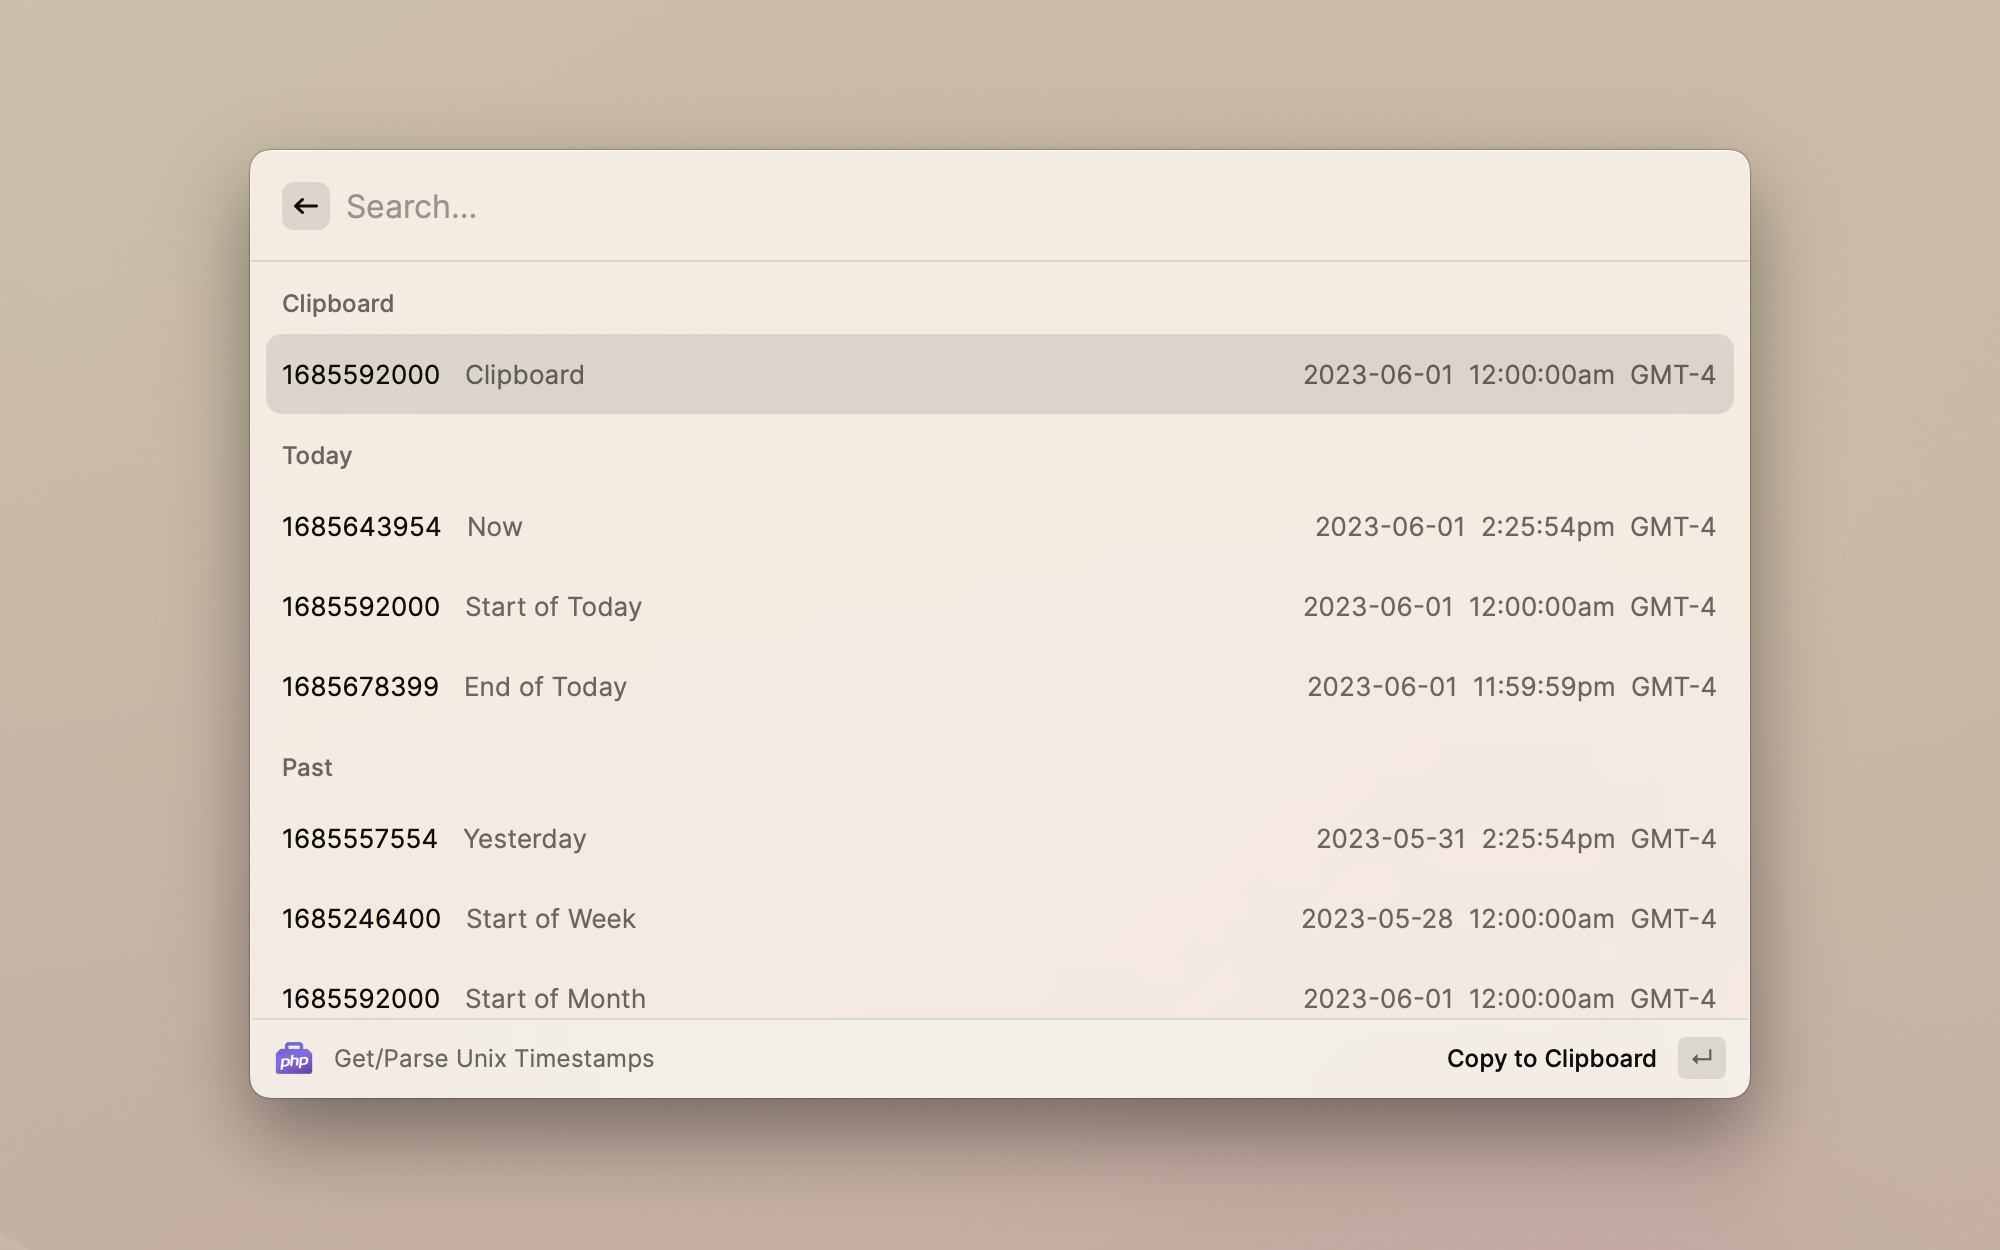 Search...
Clipboard
1685592000 Clipboard 2023-06-01 12:00:00am GMT-4
Today
1685643954 Now 2023-06-01 2:25:54pm GMT-4
1685592000 Start of Today 2023-06-01 12:00:00am GMT-4
1685678399 End of Today 2023-06-01 11:59:59pm GMT-4
Past
1685557554 Yesterday 2023-05-31 2:25:54pm GMT-4
1685246400 Start of Week 2023-05-28 12:00:00am GMT-4
1685592000 Start of Month 2023-06-01 12:00:00am GMT-4
php Get/Parse Unix Timestamps Copy to Clipboard